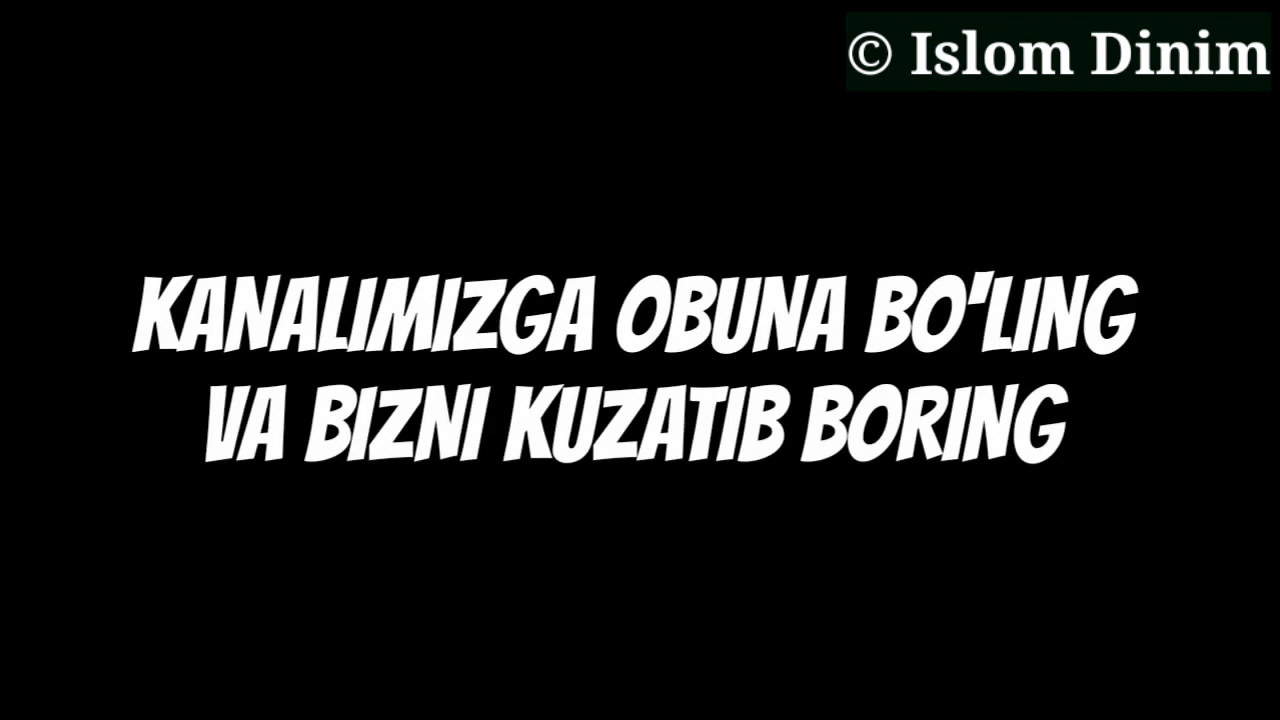 © Islom Dinim
KANALIMIZGA OBUNA BO'LING
VA BIZNI KUZATIB BORING